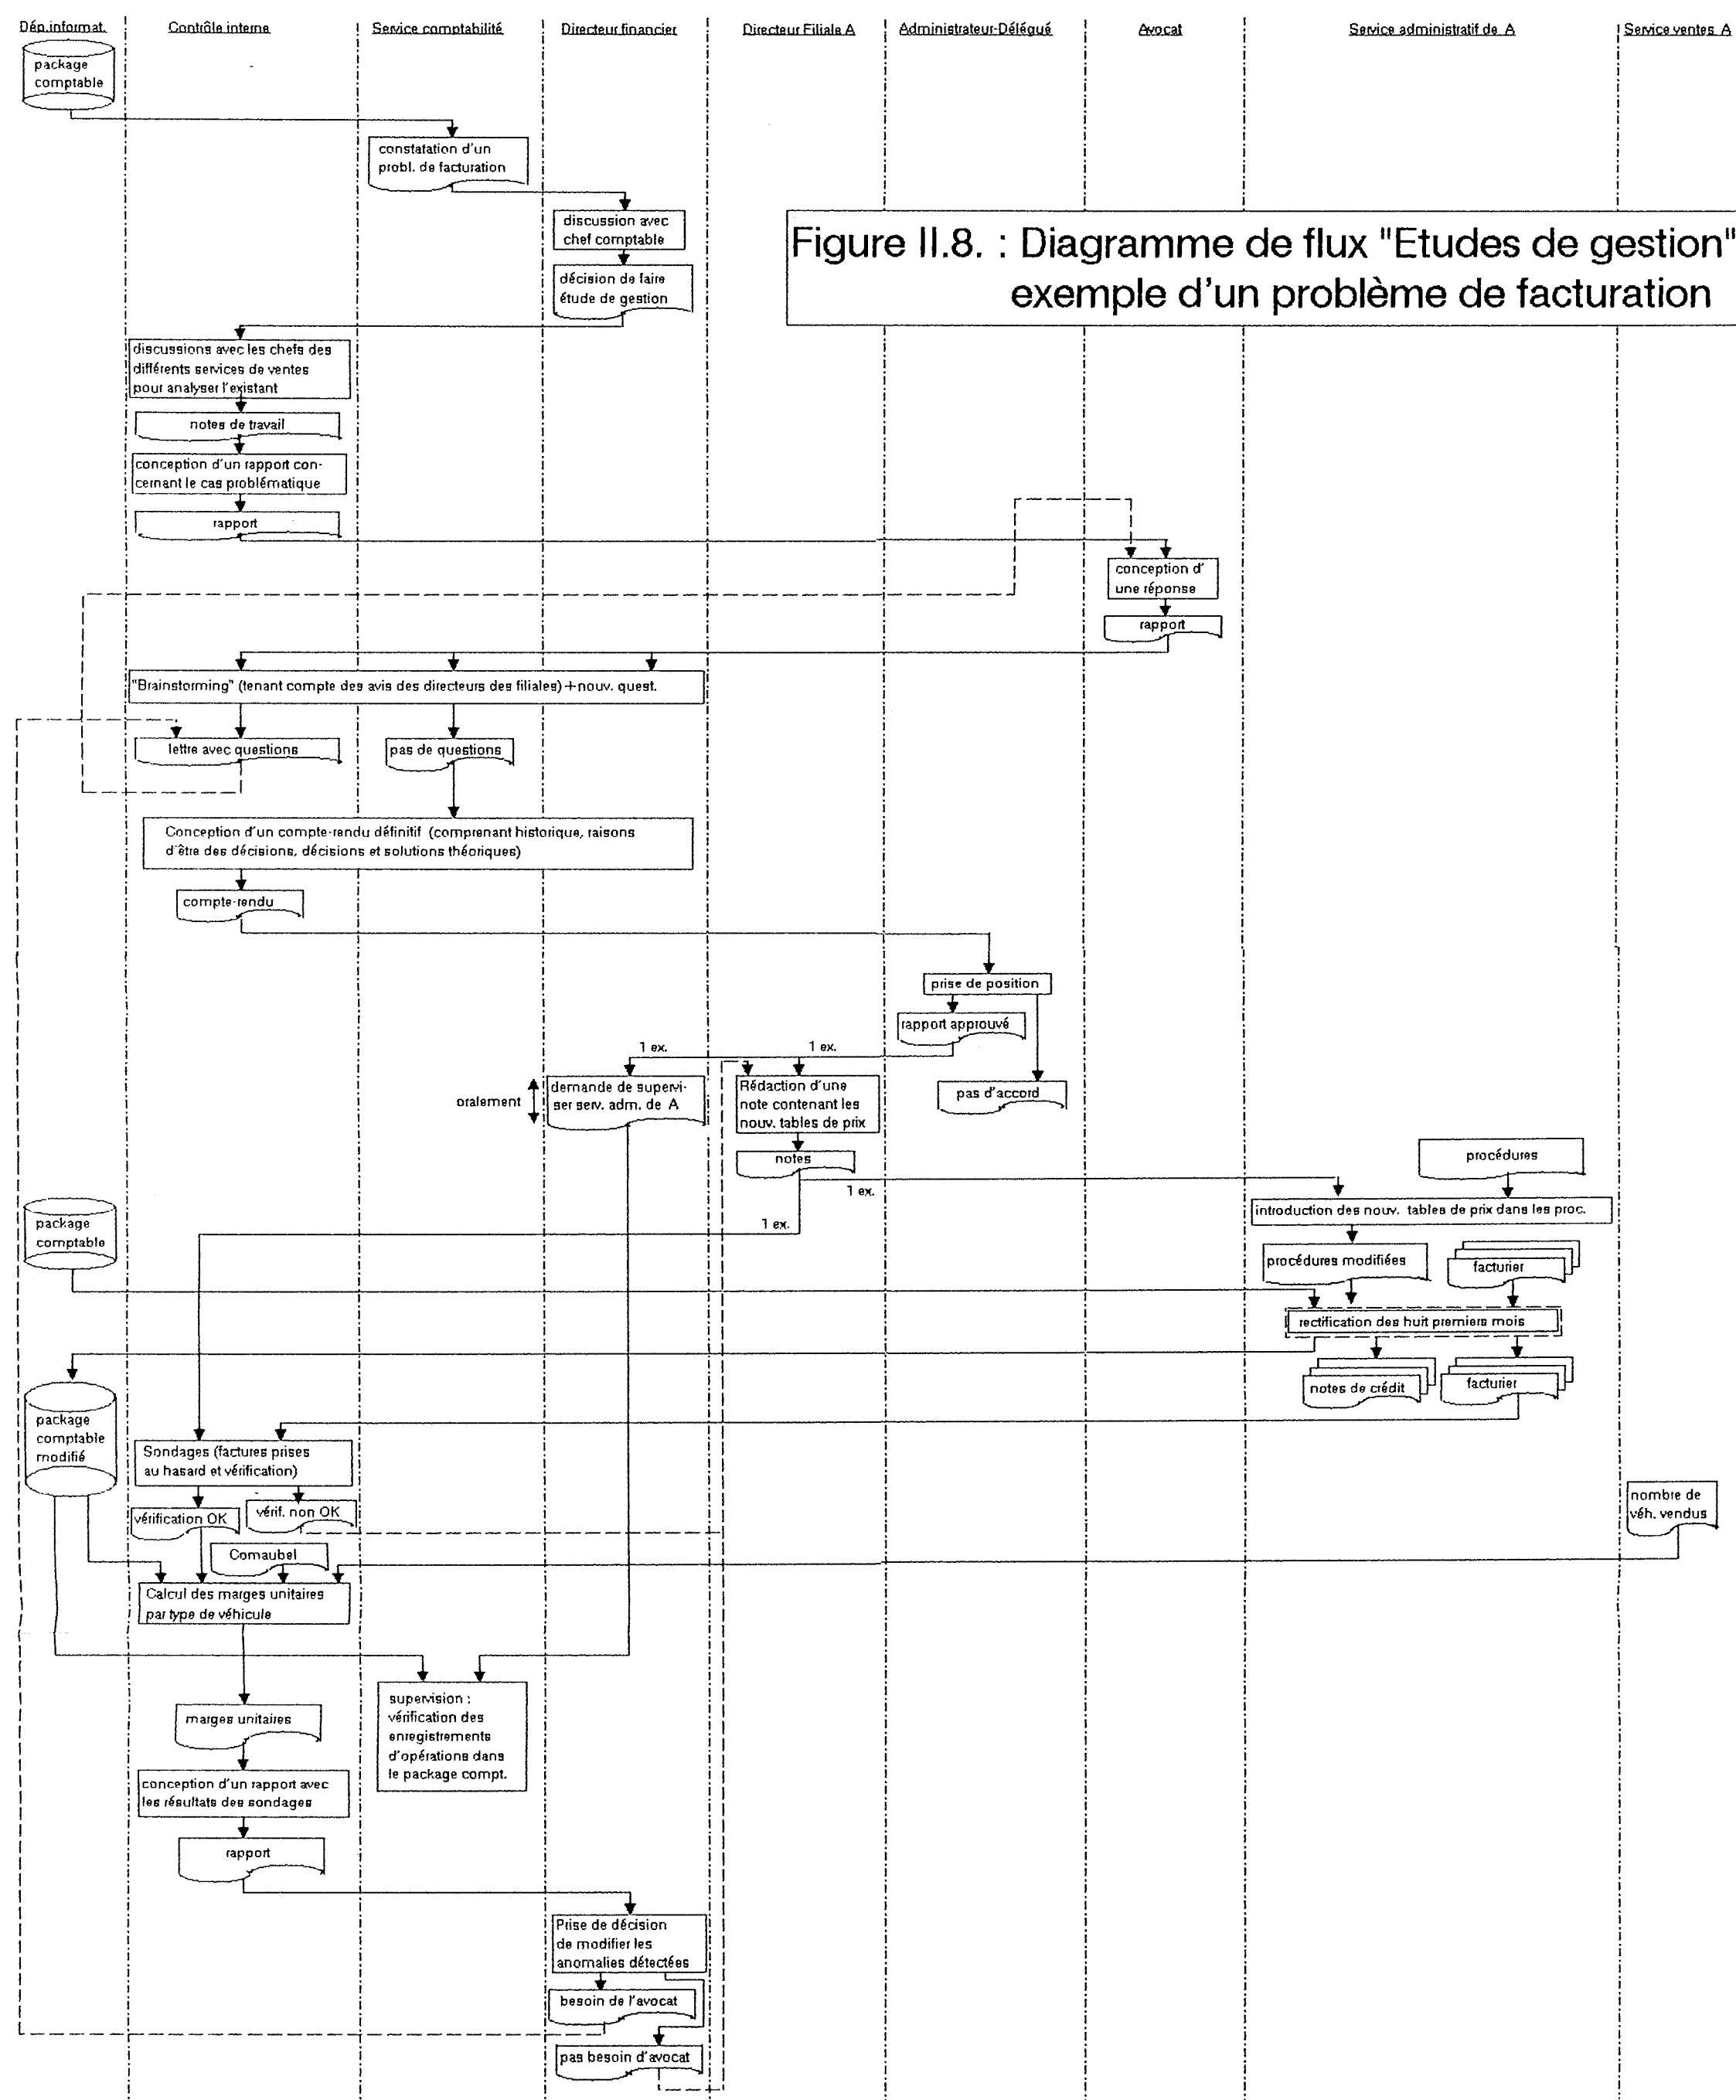 Dép.informat. Contrôle interne Service comptabilité Directeur financier Directeur Filiale A Administrateur-Délégué Avocat Service administratif de A Service ventes A
package
comptable
constatation d'un
probl. de facturation
discussion avec
chef comptable
Figure II.8. : Diagramme de flux "Etudes de gestion"
exemple d'un problème de facturation
décision de faire
étude de gestion
discussions avec les chefs des
différents services de ventes
pour analyser l'existant
notes de travail
conception d'un rapport con-
cernant le cas problématique
rapport
conception d'
une réponse
rapport
"Brainstorming" (tenant compte des avis des directeurs des filiales) + nouv. quest.
lettre avec questions
pas de questions
Conception d'un compte-rendu définitif (comprenant historique, raisons
d'être des décisions, décisions et solutions théoriques)
compte-rendu
prise de position
rapport approuvé
1 ex.
1 ex.
oralement
demande de supervi-
ser serv. adm. de A
Rédaction d'une
note contenant les
nouv. tables de prix
pas d'accord
notes
procédures
1 ex.
1 ex.
introduction des nouv. tables de prix dans les proc.
package
comptable
procédures modifiées
facturier
rectification des huit premiers mois
notes de crédit
facturier
package
comptable
modifié
Sondages (factures prises
au hasard et vérification)
vérification OK
vérif. non OK
nombre de
véh. vendus
Comaubel
Calcul des marges unitaires
par type de véhicule
marges unitaires
supervision :
vérification des
enregistrements
d'opérations dans
le package compt.
conception d'un rapport avec
les résultats des sondages
rapport
Prise de décision
de modifier les
anomalies détectées
besoin de l'avocat
pas besoin d'avocat